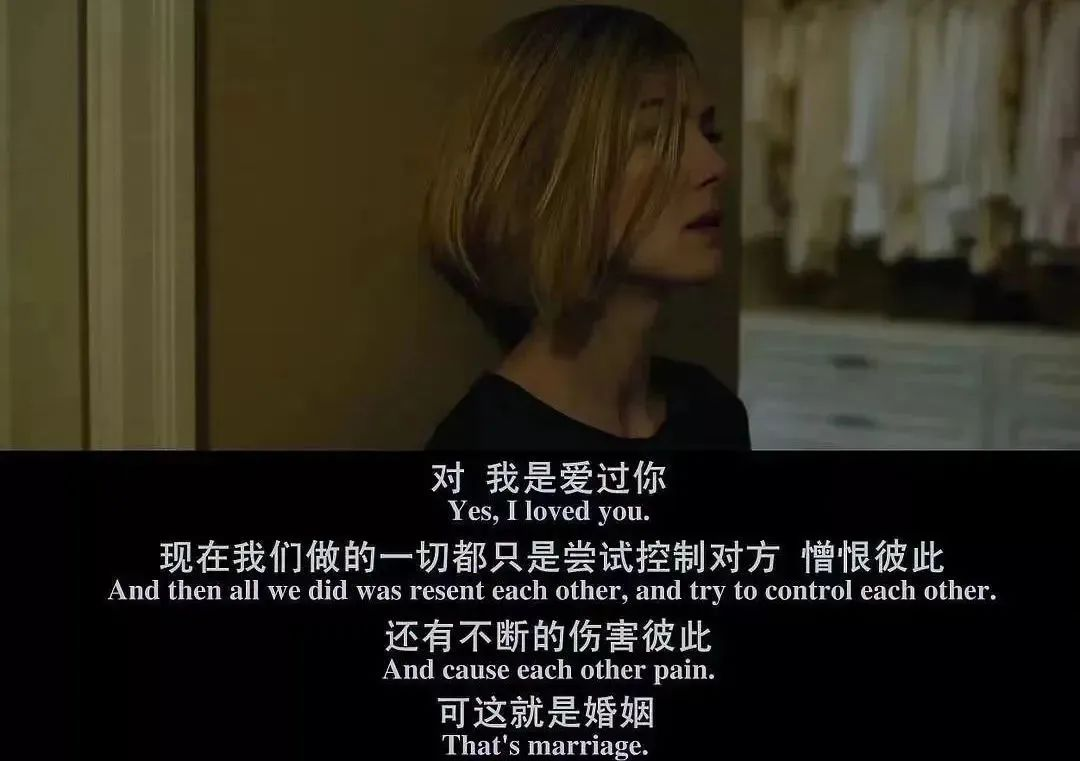 对 我是爱过你
Yes, I loved you.
现在我们做的一切都只是尝试控制对方 憎恨彼此
And then all we did was resent each other, and try to control each other.
还有不断的伤害彼此
And cause each other pain.
可这就是婚姻
That's marriage.